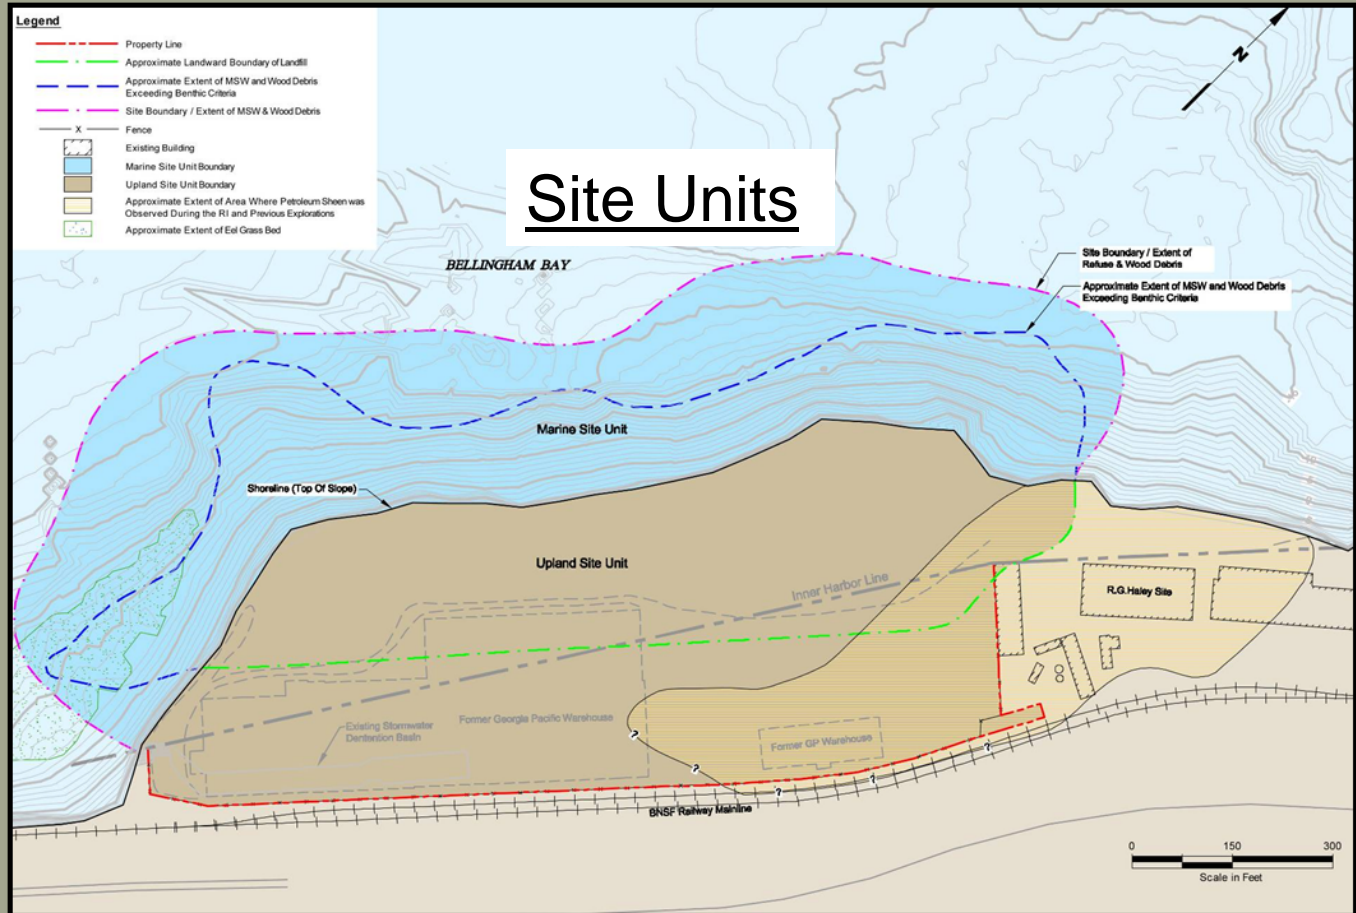 Legend
Property Line
Approximate Landward Boundary of Landfill
Approximate Extent of MSW and Wood Debris
Exceeding Benthic Criteria
Site Boundary / Extent of MSW & Wood Debris
X
Fence
Existing Building
Marine Site Unit Boundary
Upland Site Unit Boundary
Approximate Extent of Area Where Petroleum Sheen was
Observed During the RI and Previous Explorations
Approximate Extent of Eel Grass Bed
N
Site Units
BELLINGHAM BAY
Site Boundary / Extent of
Refuse & Wood Debris
Approximate Extent of MSW and Wood Debris
Exceeding Benthic Criteria
Marine Site Unit
Shoreline (Top Of Slope)
Upland Site Unit
Inner Harbor Line
R.G.Haley Site
Former Georgia Pacific Warehouse
Existing Stormwater
Dentention Basin
Former GP Warehouse
?
?
?
?
?
BNSF Railway Mainline
0 150 300
Scale in Feet